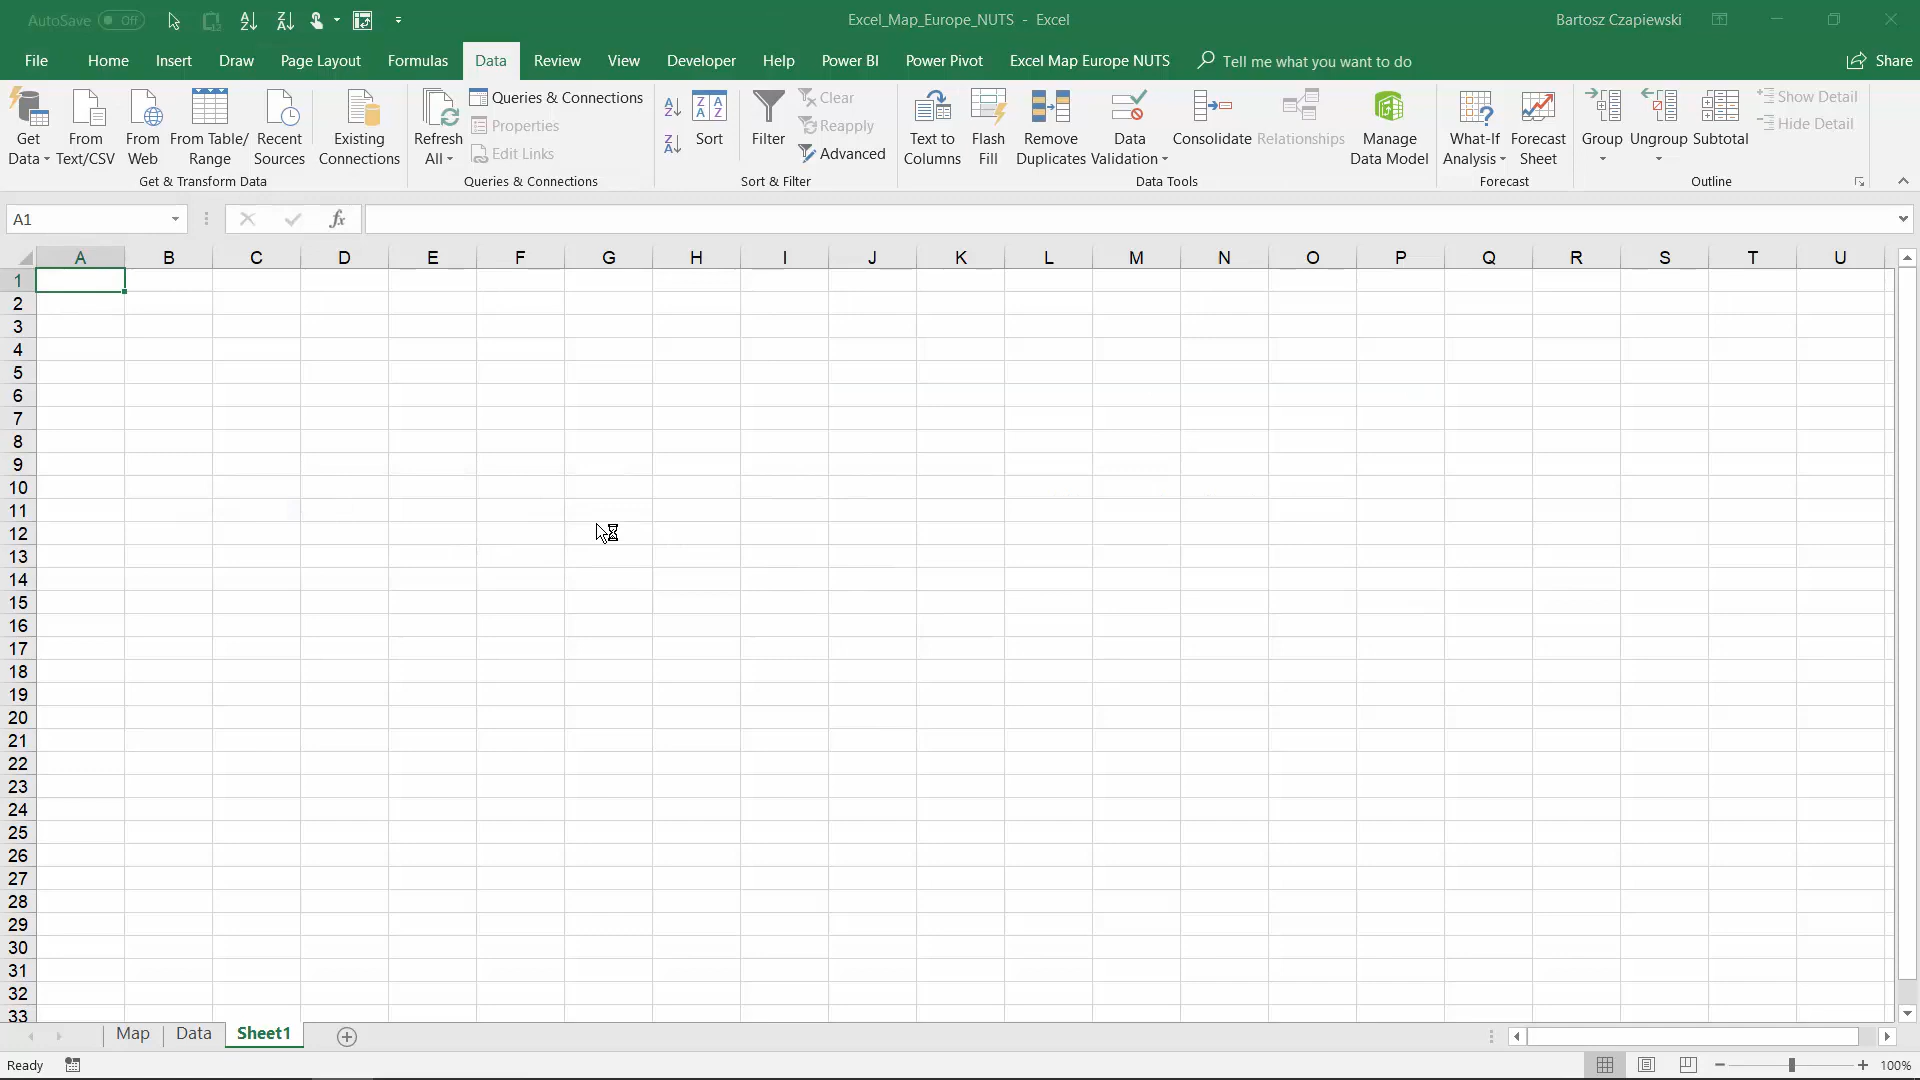 AutoSave Off
Excel_Map_Europe_NUTS - Excel
Bartosz Czapiewski
File Home Insert Draw Page Layout Formulas Data Review View Developer Help Power BI Power Pivot Excel Map Europe NUTS Tell me what you want to do Share
Get Data
From Text/CSV
From Web
From Table/ Range
Recent Sources
Existing Connections
Get & Transform Data
Refresh All
Queries & Connections
Properties
Edit Links
Queries & Connections
Sort
Filter
Clear
Reapply
Advanced
Sort & Filter
Text to Columns
Flash Fill
Remove Duplicates
Data Validation
Consolidate
Relationships
Manage Data Model
Data Tools
What-If Analysis
Forecast Sheet
Forecast
Group
Ungroup
Subtotal
Show Detail
Hide Detail
Outline
A1
fx
A B C D E F G H I J K L M N O P Q R S T U
1
2
3
4
5
6
7
8
9
10
11
12
13
14
15
16
17
18
19
20
21
22
23
24
25
26
27
28
29
30
31
32
33
Map Data Sheet1
Ready
100%